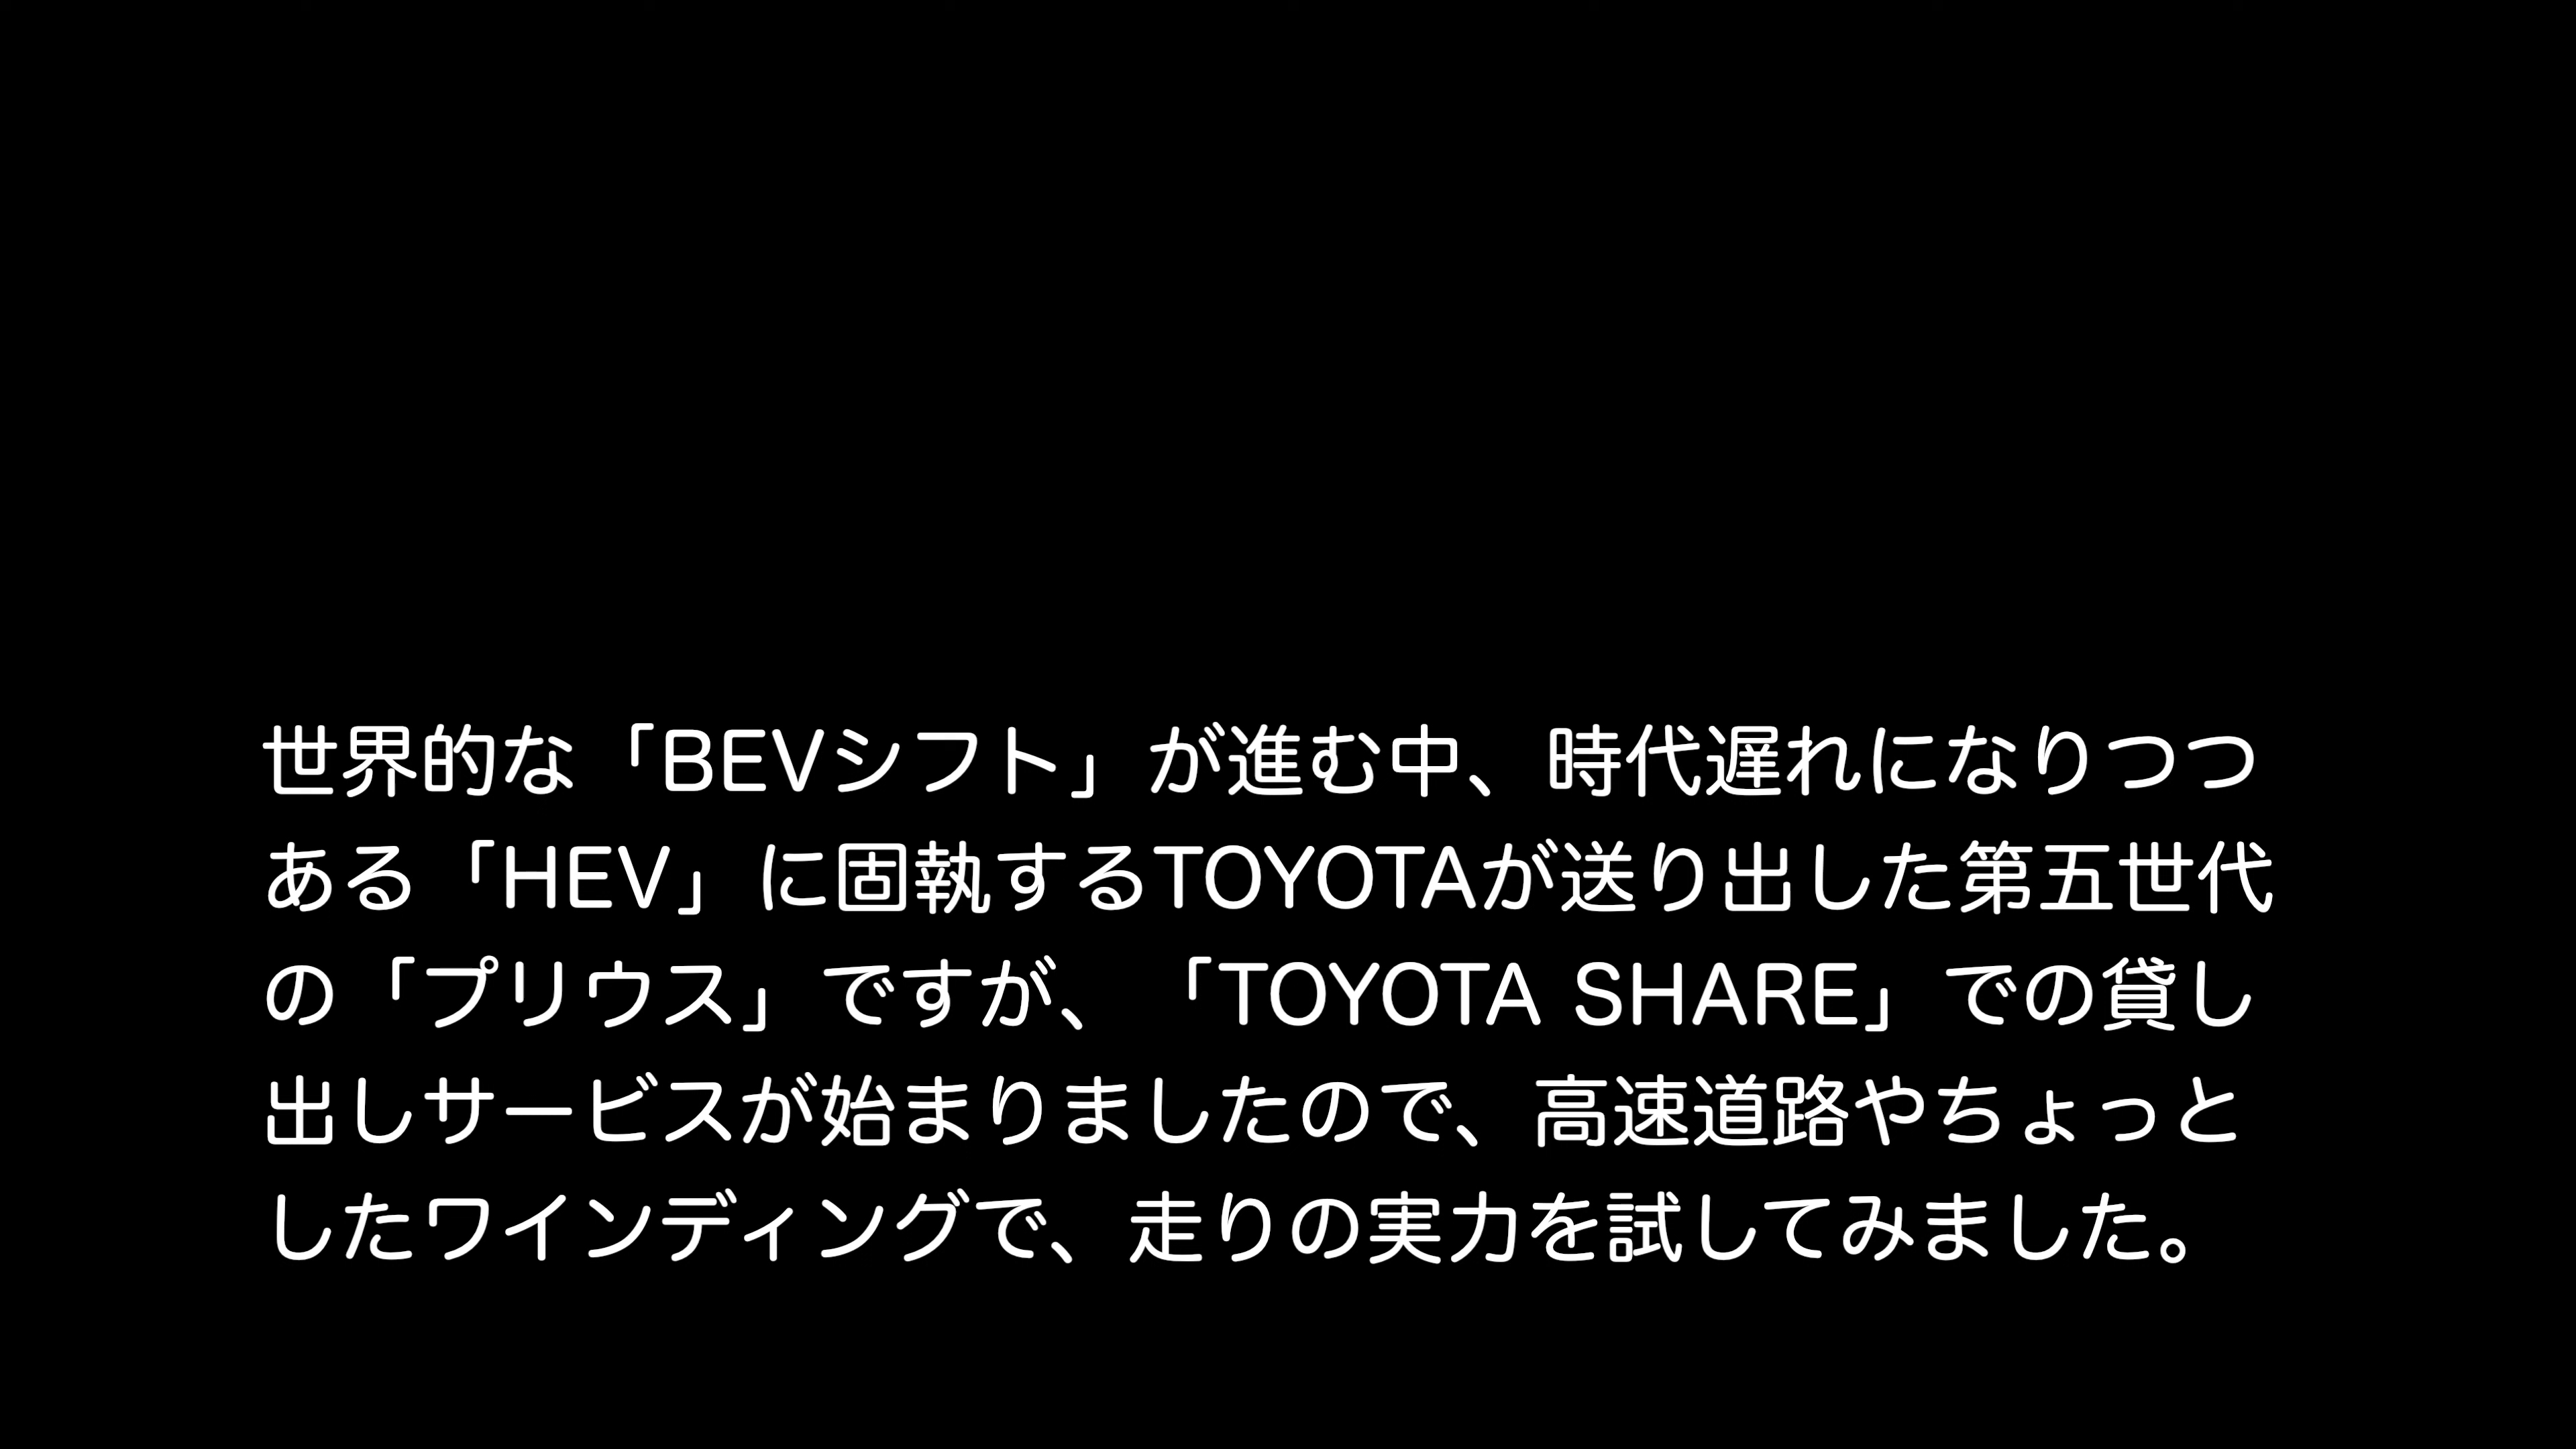 世界的な「BEVシフト」が進む中、時代遅れになりつつ
ある「HEV」に固執するTOYOTAが送り出した第五世代
の「プリウス」ですが、「TOYOTA SHARE」での貸し
出しサービスが始まりましたので、高速道路やちょっと
したワインディングで、走りの実力を試してみました。